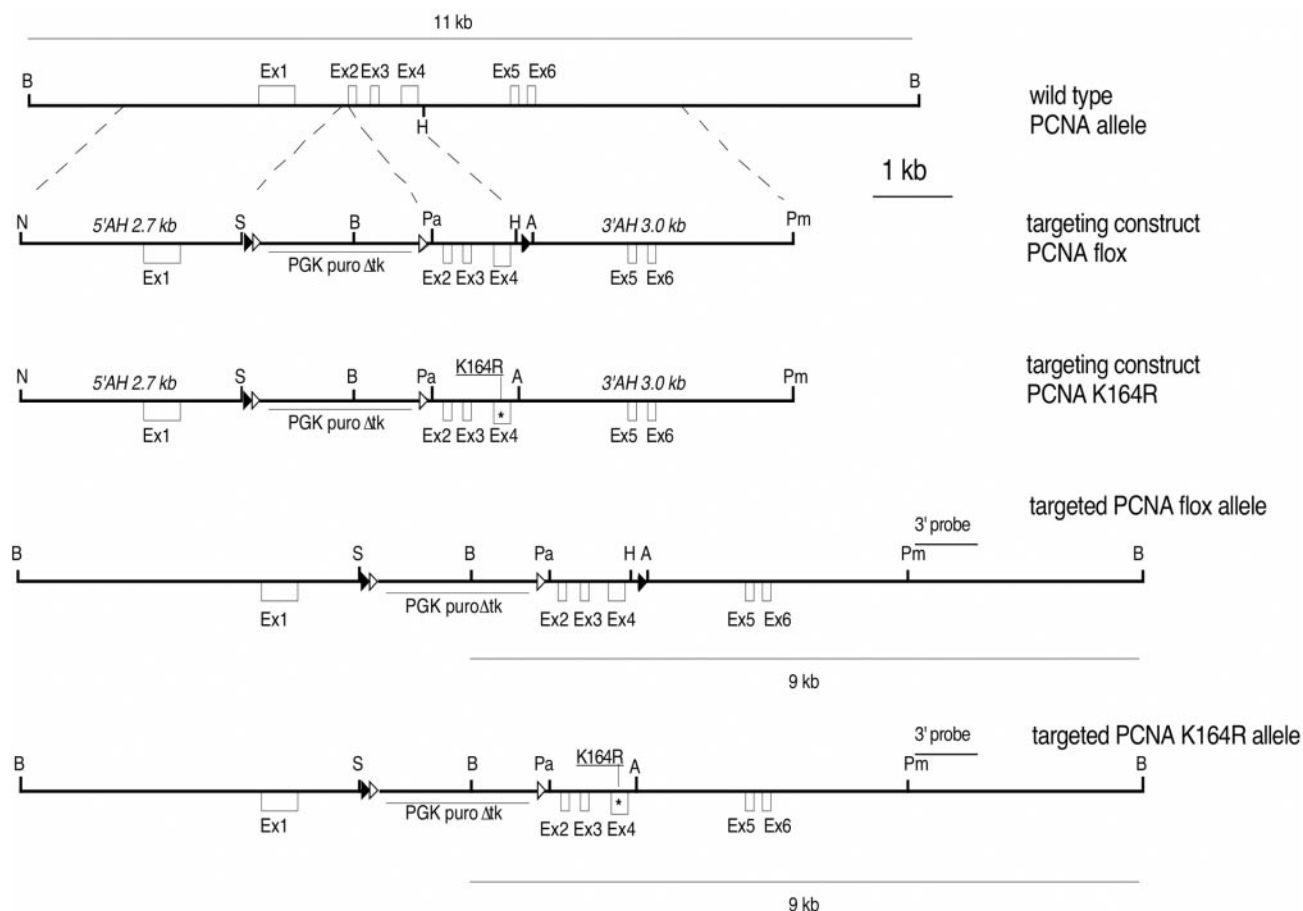 11 kb
B Ex1 Ex2 Ex3 Ex4 Ex5 Ex6 B
H
wild type
PCNA allele
1 kb
N 5'AH 2.7 kb S B Pa H A 3'AH 3.0 kb Pm
Ex1 PGK puro Δtk Ex2 Ex3 Ex4 Ex5 Ex6
targeting construct
PCNA flox
K164R
N 5'AH 2.7 kb S B Pa A 3'AH 3.0 kb Pm
*
Ex1 PGK puro Δtk Ex2 Ex3 Ex4 Ex5 Ex6
targeting construct
PCNA K164R
targeted PCNA flox allele
3' probe
B S B Pa H A Pm B
Ex1 PGK puroΔtk Ex2 Ex3 Ex4 Ex5 Ex6
9 kb
targeted PCNA K164R allele
3' probe
K164R
B S B Pa A Pm B
*
Ex1 PGK puro Δtk Ex2 Ex3 Ex4 Ex5 Ex6
9 kb